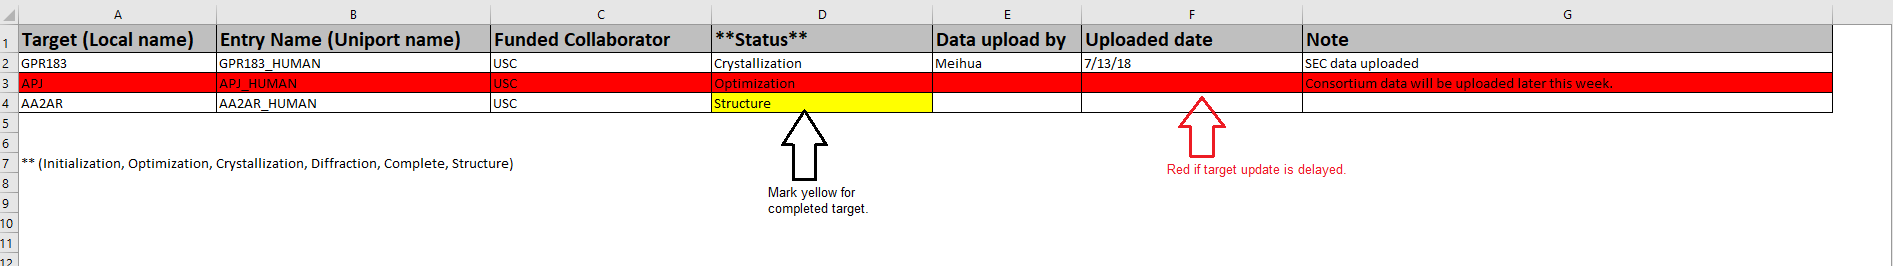 A B C D E F G
1 Target (Local name) Entry Name (Uniport name) Funded Collaborator **Status** Data upload by Uploaded date Note
2 GPR183 GPR183_HUMAN USC Crystallization Meihua 7/13/18 SEC data uploaded
3 APJ APJ_HUMAN USC Optimization Consortium data will be uploaded later this week.
4 AA2AR AA2AR_HUMAN USC Structure
5
6
7 ** (Initialization, Optimization, Crystallization, Diffraction, Complete, Structure)
Red if target update is delayed.
8
Mark yellow for
9
completed target.
10
11
12